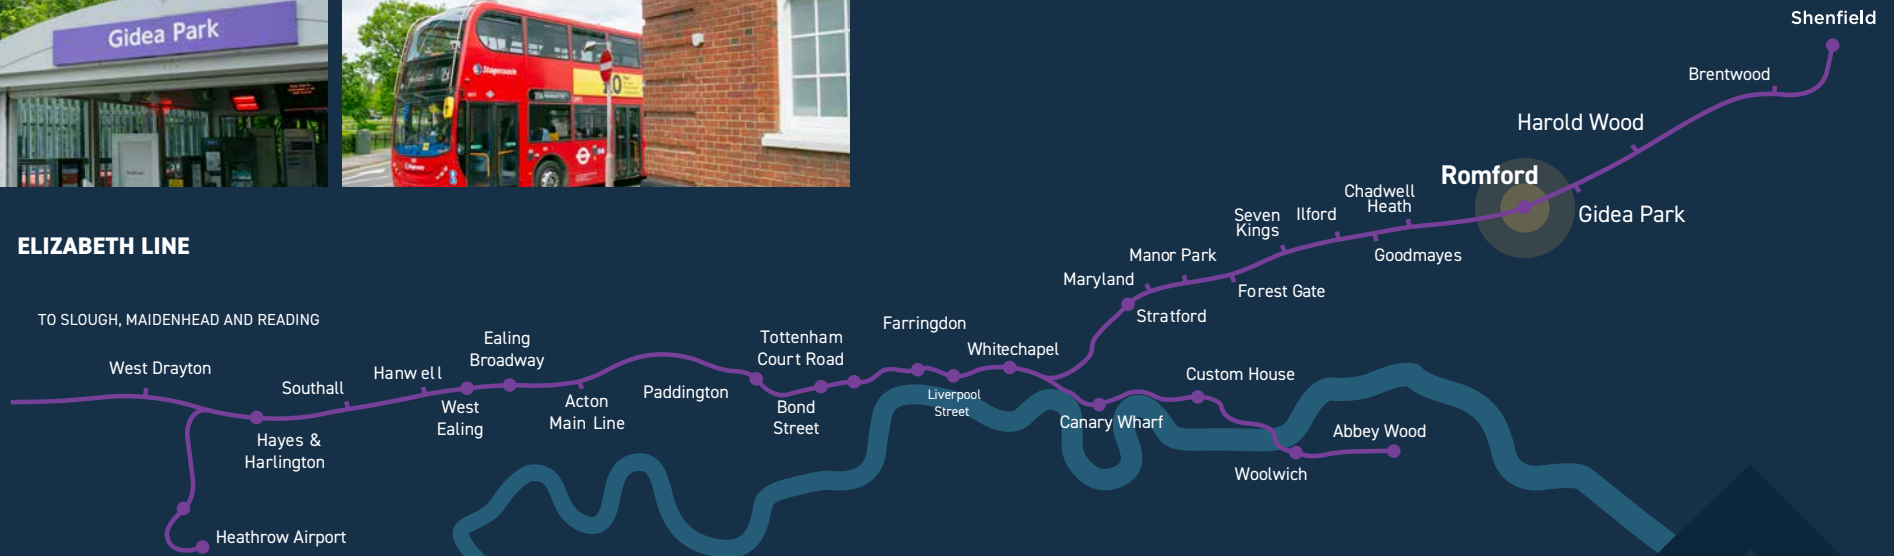 Gidea Park
Stagecoach
ELIZABETH LINE
TO SLOUGH, MAIDENHEAD AND READING
West Drayton
Heathrow Airport
Hayes &
Harlington
Southall
Hanwell
West
Ealing
Ealing
Broadway
Acton
Main Line
Paddington
Bond
Street
Tottenham
Court Road
Farringdon
Liverpool
Street
Whitechapel
Canary Wharf
Custom House
Woolwich
Abbey Wood
Stratford
Maryland
Manor Park
Forest Gate
Seven
Kings
Ilford
Goodmayes
Chadwell
Heath
Romford
Gidea Park
Harold Wood
Brentwood
Shenfield